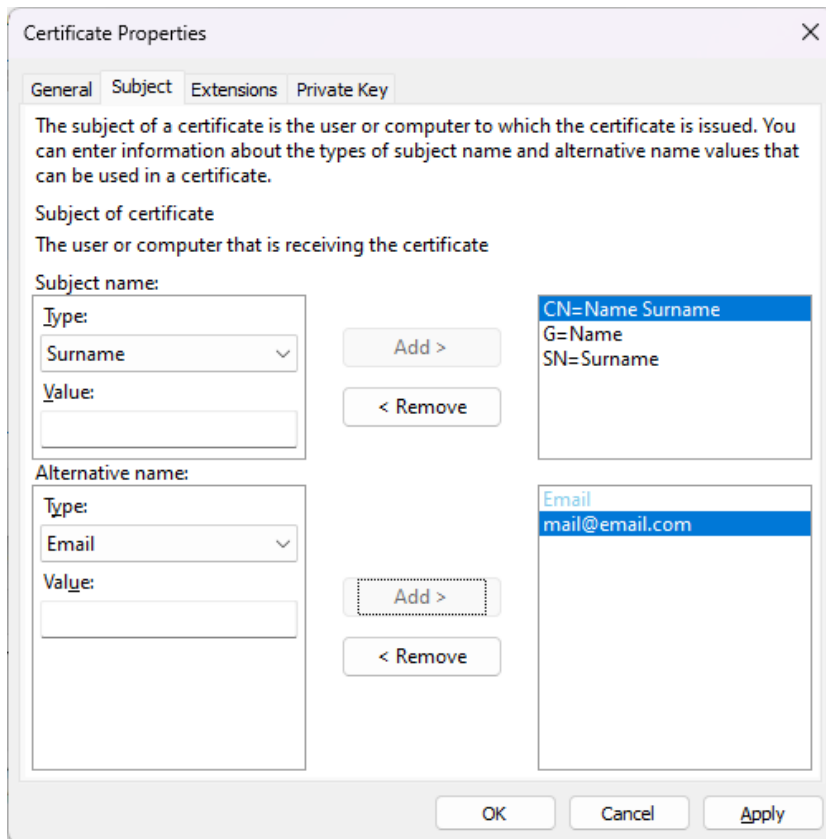 Certificate Properties
General Subject Extensions Private Key
The subject of a certificate is the user or computer to which the certificate is issued. You
can enter information about the types of subject name and alternative name values that
can be used in a certificate.
Subject of certificate
The user or computer that is receiving the certificate
Subject name:
Type:
Surname
Value:
Add >
< Remove
CN=Name Surname
G=Name
SN=Surname
Alternative name:
Type:
Email
Value:
Add >
< Remove
Email
mail@email.com
OK Cancel Apply